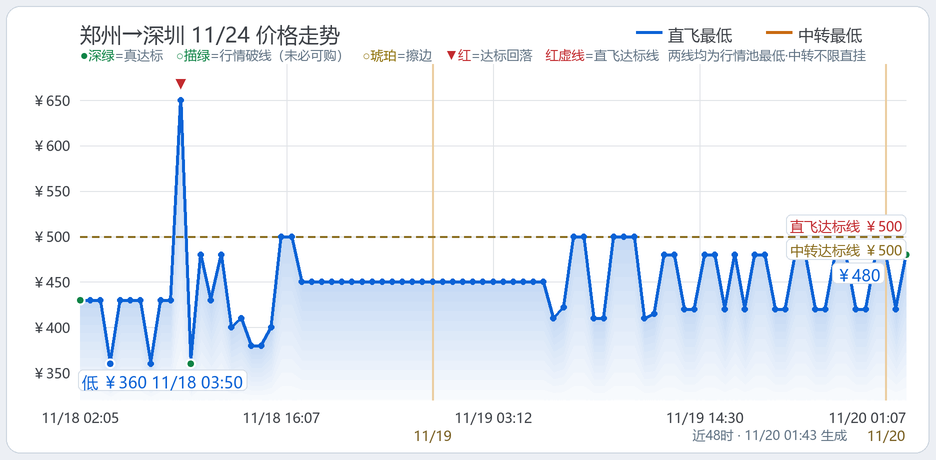 郑州→深圳 11/24 价格走势
直飞最低 中转最低
●深绿=真达标 ○描绿=行情破线（未必可购） ○琥珀=擦边 ▼红=达标回落 红虚线=直飞达标线 两线均为行情池最低·中转不限直挂
¥650
¥600
¥550
¥500
¥450
¥400
¥350
直飞达标线 ¥500
中转达标线 ¥500
¥480
低 ¥360 11/18 03:50
11/18 02:05 11/18 16:07 11/19 03:12 11/19 14:30 11/20 01:07
11/19 近48时 · 11/20 01:43 生成 11/20